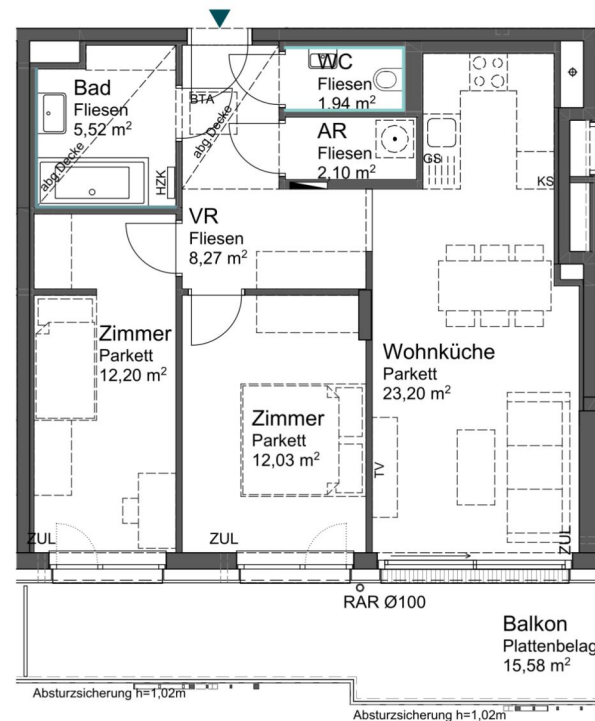 WC
Fliesen
1,94 m²
Bad
Fliesen
5,52 m²
BTA
abg Decke
abg Decke
AR
Fliesen
2,10 m²
GS
KS
HZK
VR
Fliesen
8,27 m²
Zimmer
Parkett
12,20 m²
Wohnküche
Parkett
23,20 m²
Zimmer
Parkett
12,03 m²
TV
ZUL
ZUL
ZUL
RAR Ø100
Balkon
Plattenbelag
15,58 m²
Absturzsicherung h=1,02m
Absturzsicherung h=1,02m